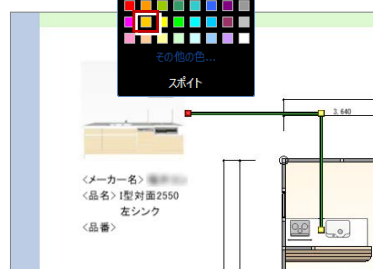 その他の色...
スポイト
3,640
<メーカー名>
<品名> I型対面2550
左シンク
<品番>